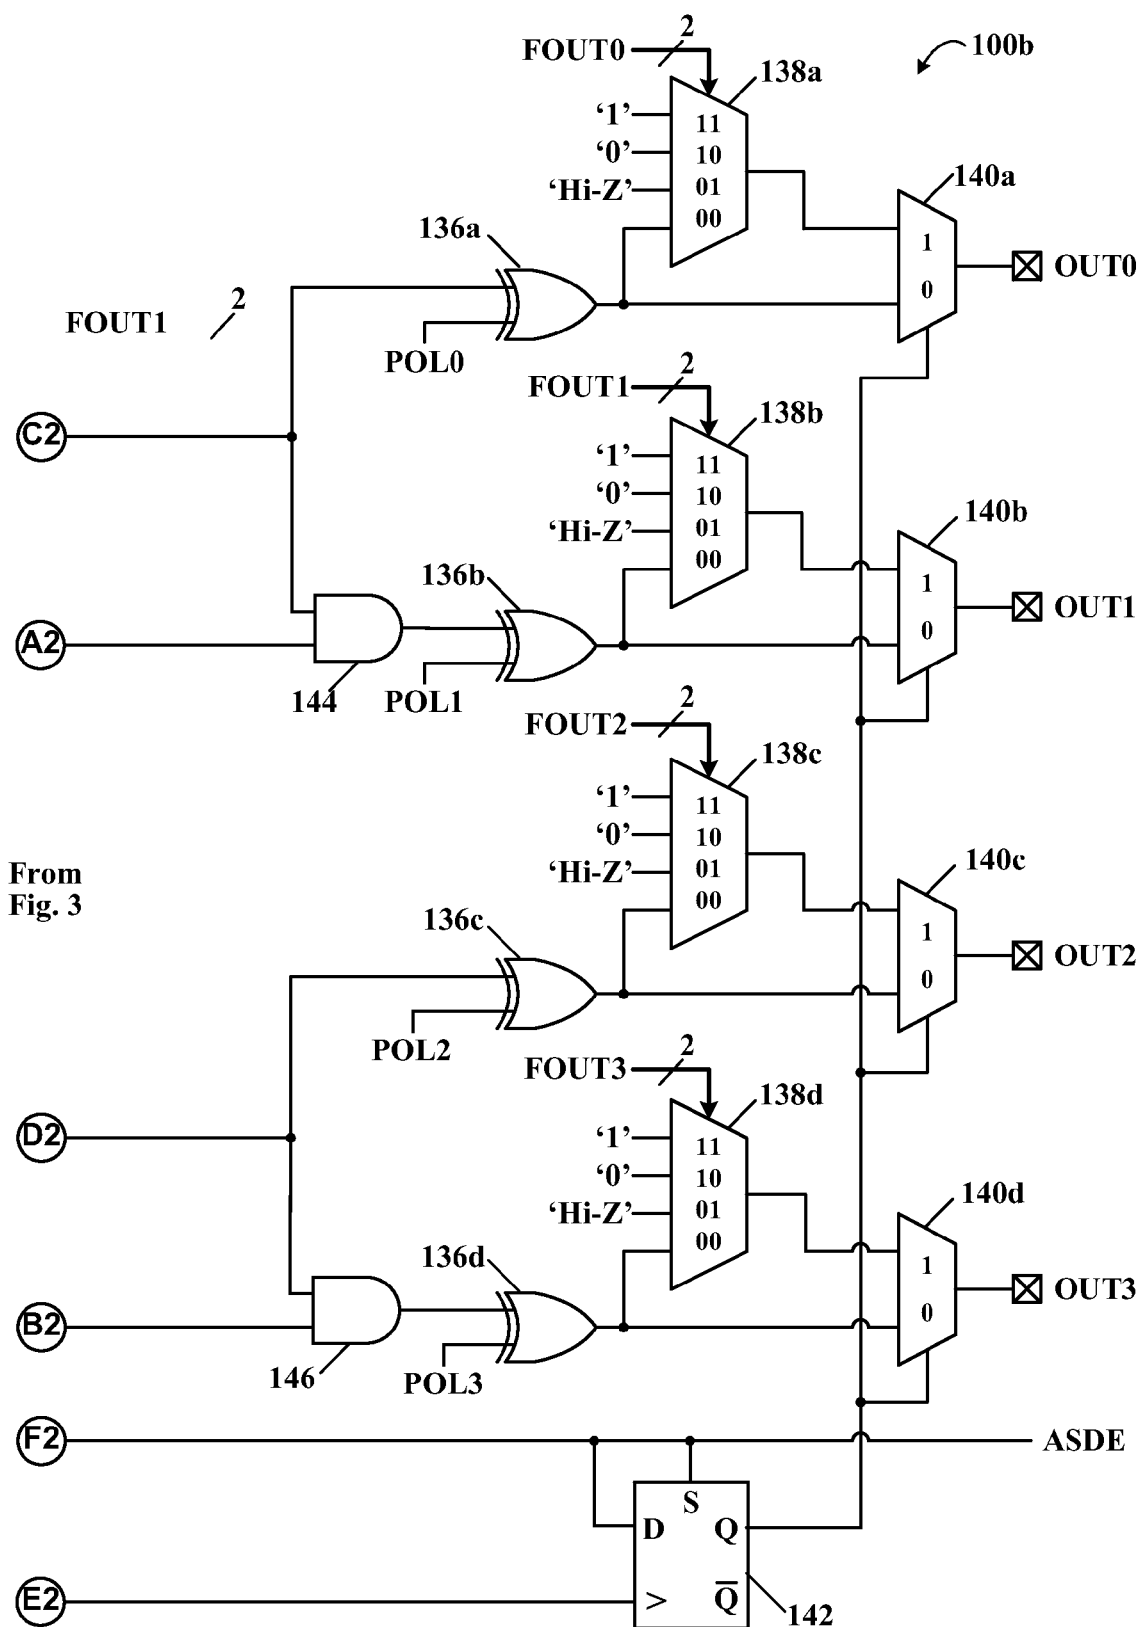 2
FOUT0
100b
138a
‘1’
11
‘0’
10
‘Hi-Z’
01
00
140a
136a
1
0
OUT0
2
FOUT1
POL0
2
FOUT1
138b
C2
‘1’
11
‘0’
10
‘Hi-Z’
01
00
140b
136b
1
0
OUT1
A2
144
POL1
2
FOUT2
138c
‘1’
11
‘0’
10
‘Hi-Z’
01
00
140c
From
Fig. 3
136c
1
0
OUT2
POL2
2
FOUT3
138d
D2
‘1’
11
‘0’
10
‘Hi-Z’
01
00
140d
136d
1
0
OUT3
B2
146
POL3
F2
ASDE
S
D
Q
E2
>
Q̅
142